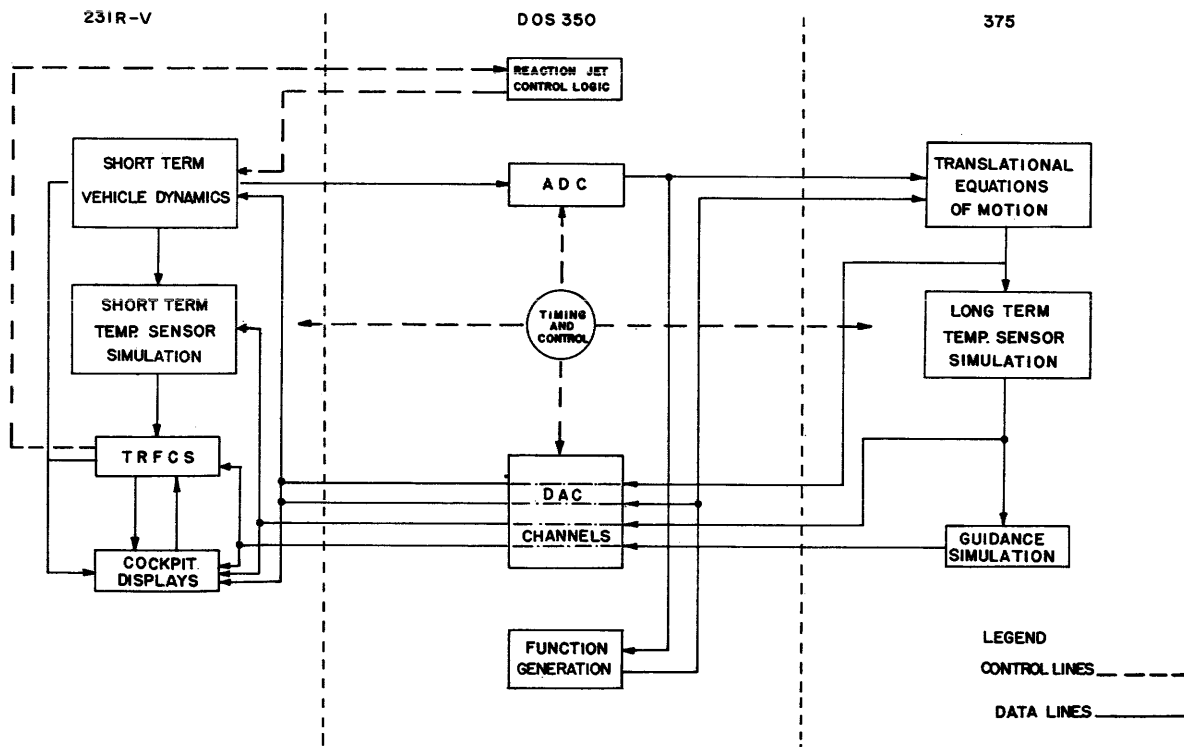 231R-V
DOS 350
375
REACTION JET
CONTROL LOGIC
SHORT TERM
VEHICLE DYNAMICS
ADC
TRANSLATIONAL
EQUATIONS
OF MOTION
SHORT TERM
TEMP. SENSOR
SIMULATION
TIMING
AND
CONTROL
LONG TERM
TEMP. SENSOR
SIMULATION
TRFCS
DAC
CHANNELS
COCKPIT.
DISPLAYS
GUIDANCE
SIMULATION
FUNCTION
GENERATION
LEGEND
CONTROL LINES
DATA LINES